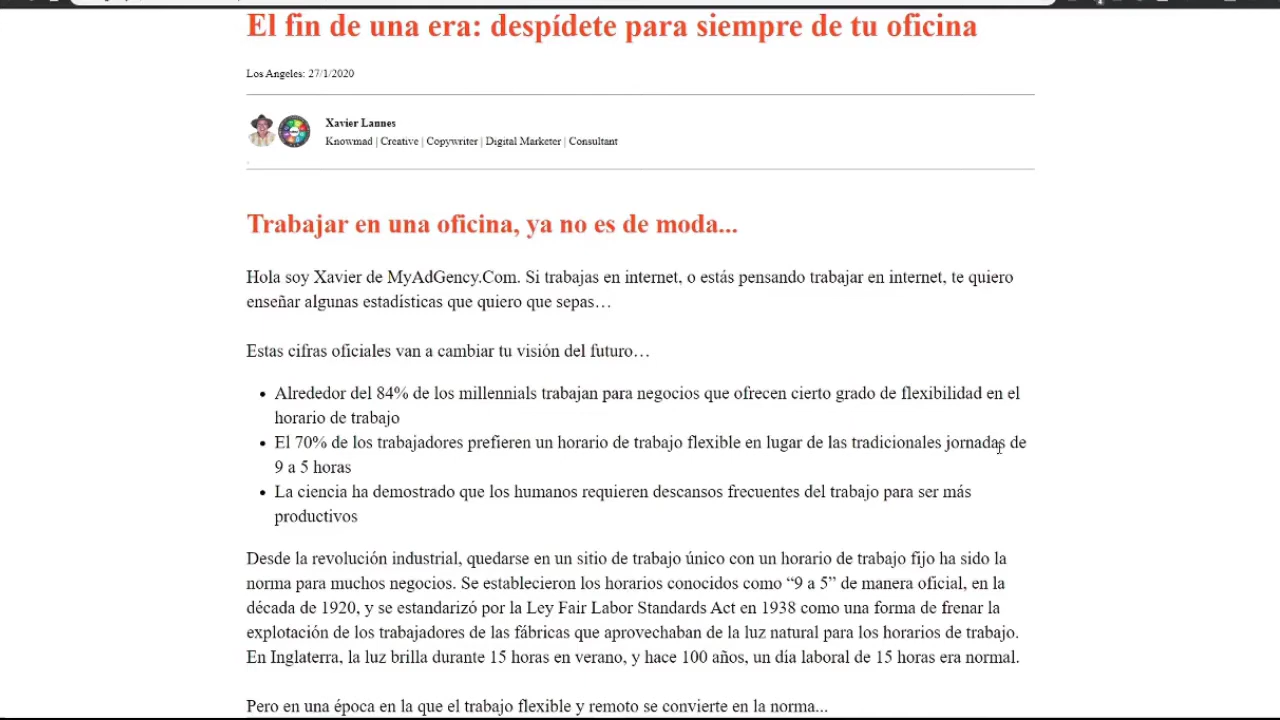 El fin de una era: despídete para siempre de tu oficina
Los Angeles: 27/1/2020
Xavier Lannes
Knowmad | Creative | Copywriter | Digital Marketer | Consultant
Trabajar en una oficina, ya no es de moda...
Hola soy Xavier de MyAdGency.Com. Si trabajas en internet, o estás pensando trabajar en internet, te quiero
enseñar algunas estadísticas que quiero que sepas…
Estas cifras oficiales van a cambiar tu visión del futuro…
• Alrededor del 84% de los millennials trabajan para negocios que ofrecen cierto grado de flexibilidad en el
horario de trabajo
• El 70% de los trabajadores prefieren un horario de trabajo flexible en lugar de las tradicionales jornadas de
9 a 5 horas
• La ciencia ha demostrado que los humanos requieren descansos frecuentes del trabajo para ser más
productivos
Desde la revolución industrial, quedarse en un sitio de trabajo único con un horario de trabajo fijo ha sido la
norma para muchos negocios. Se establecieron los horarios conocidos como “9 a 5” de manera oficial, en la
década de 1920, y se estandarizó por la Ley Fair Labor Standards Act en 1938 como una forma de frenar la
explotación de los trabajadores de las fábricas que aprovechaban de la luz natural para los horarios de trabajo.
En Inglaterra, la luz brilla durante 15 horas en verano, y hace 100 años, un día laboral de 15 horas era normal.
Pero en una época en la que el trabajo flexible y remoto se convierte en la norma...